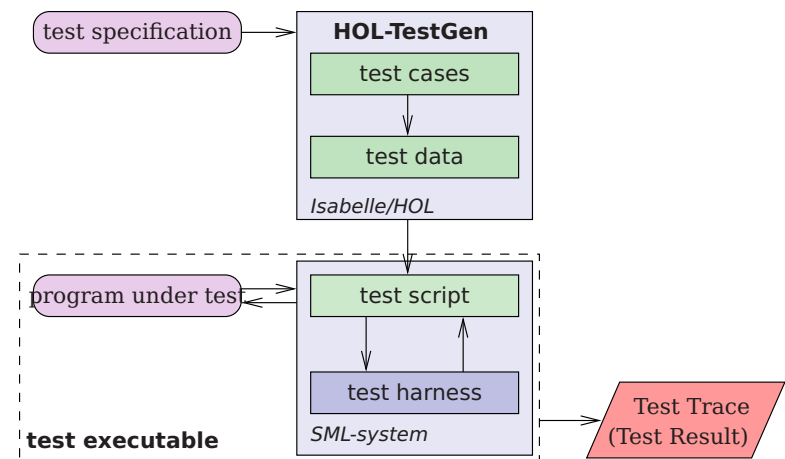 test specification
HOL-TestGen
test cases
test data
Isabelle/HOL
program under test
test script
test harness
SML-system
test executable
Test Trace
(Test Result)